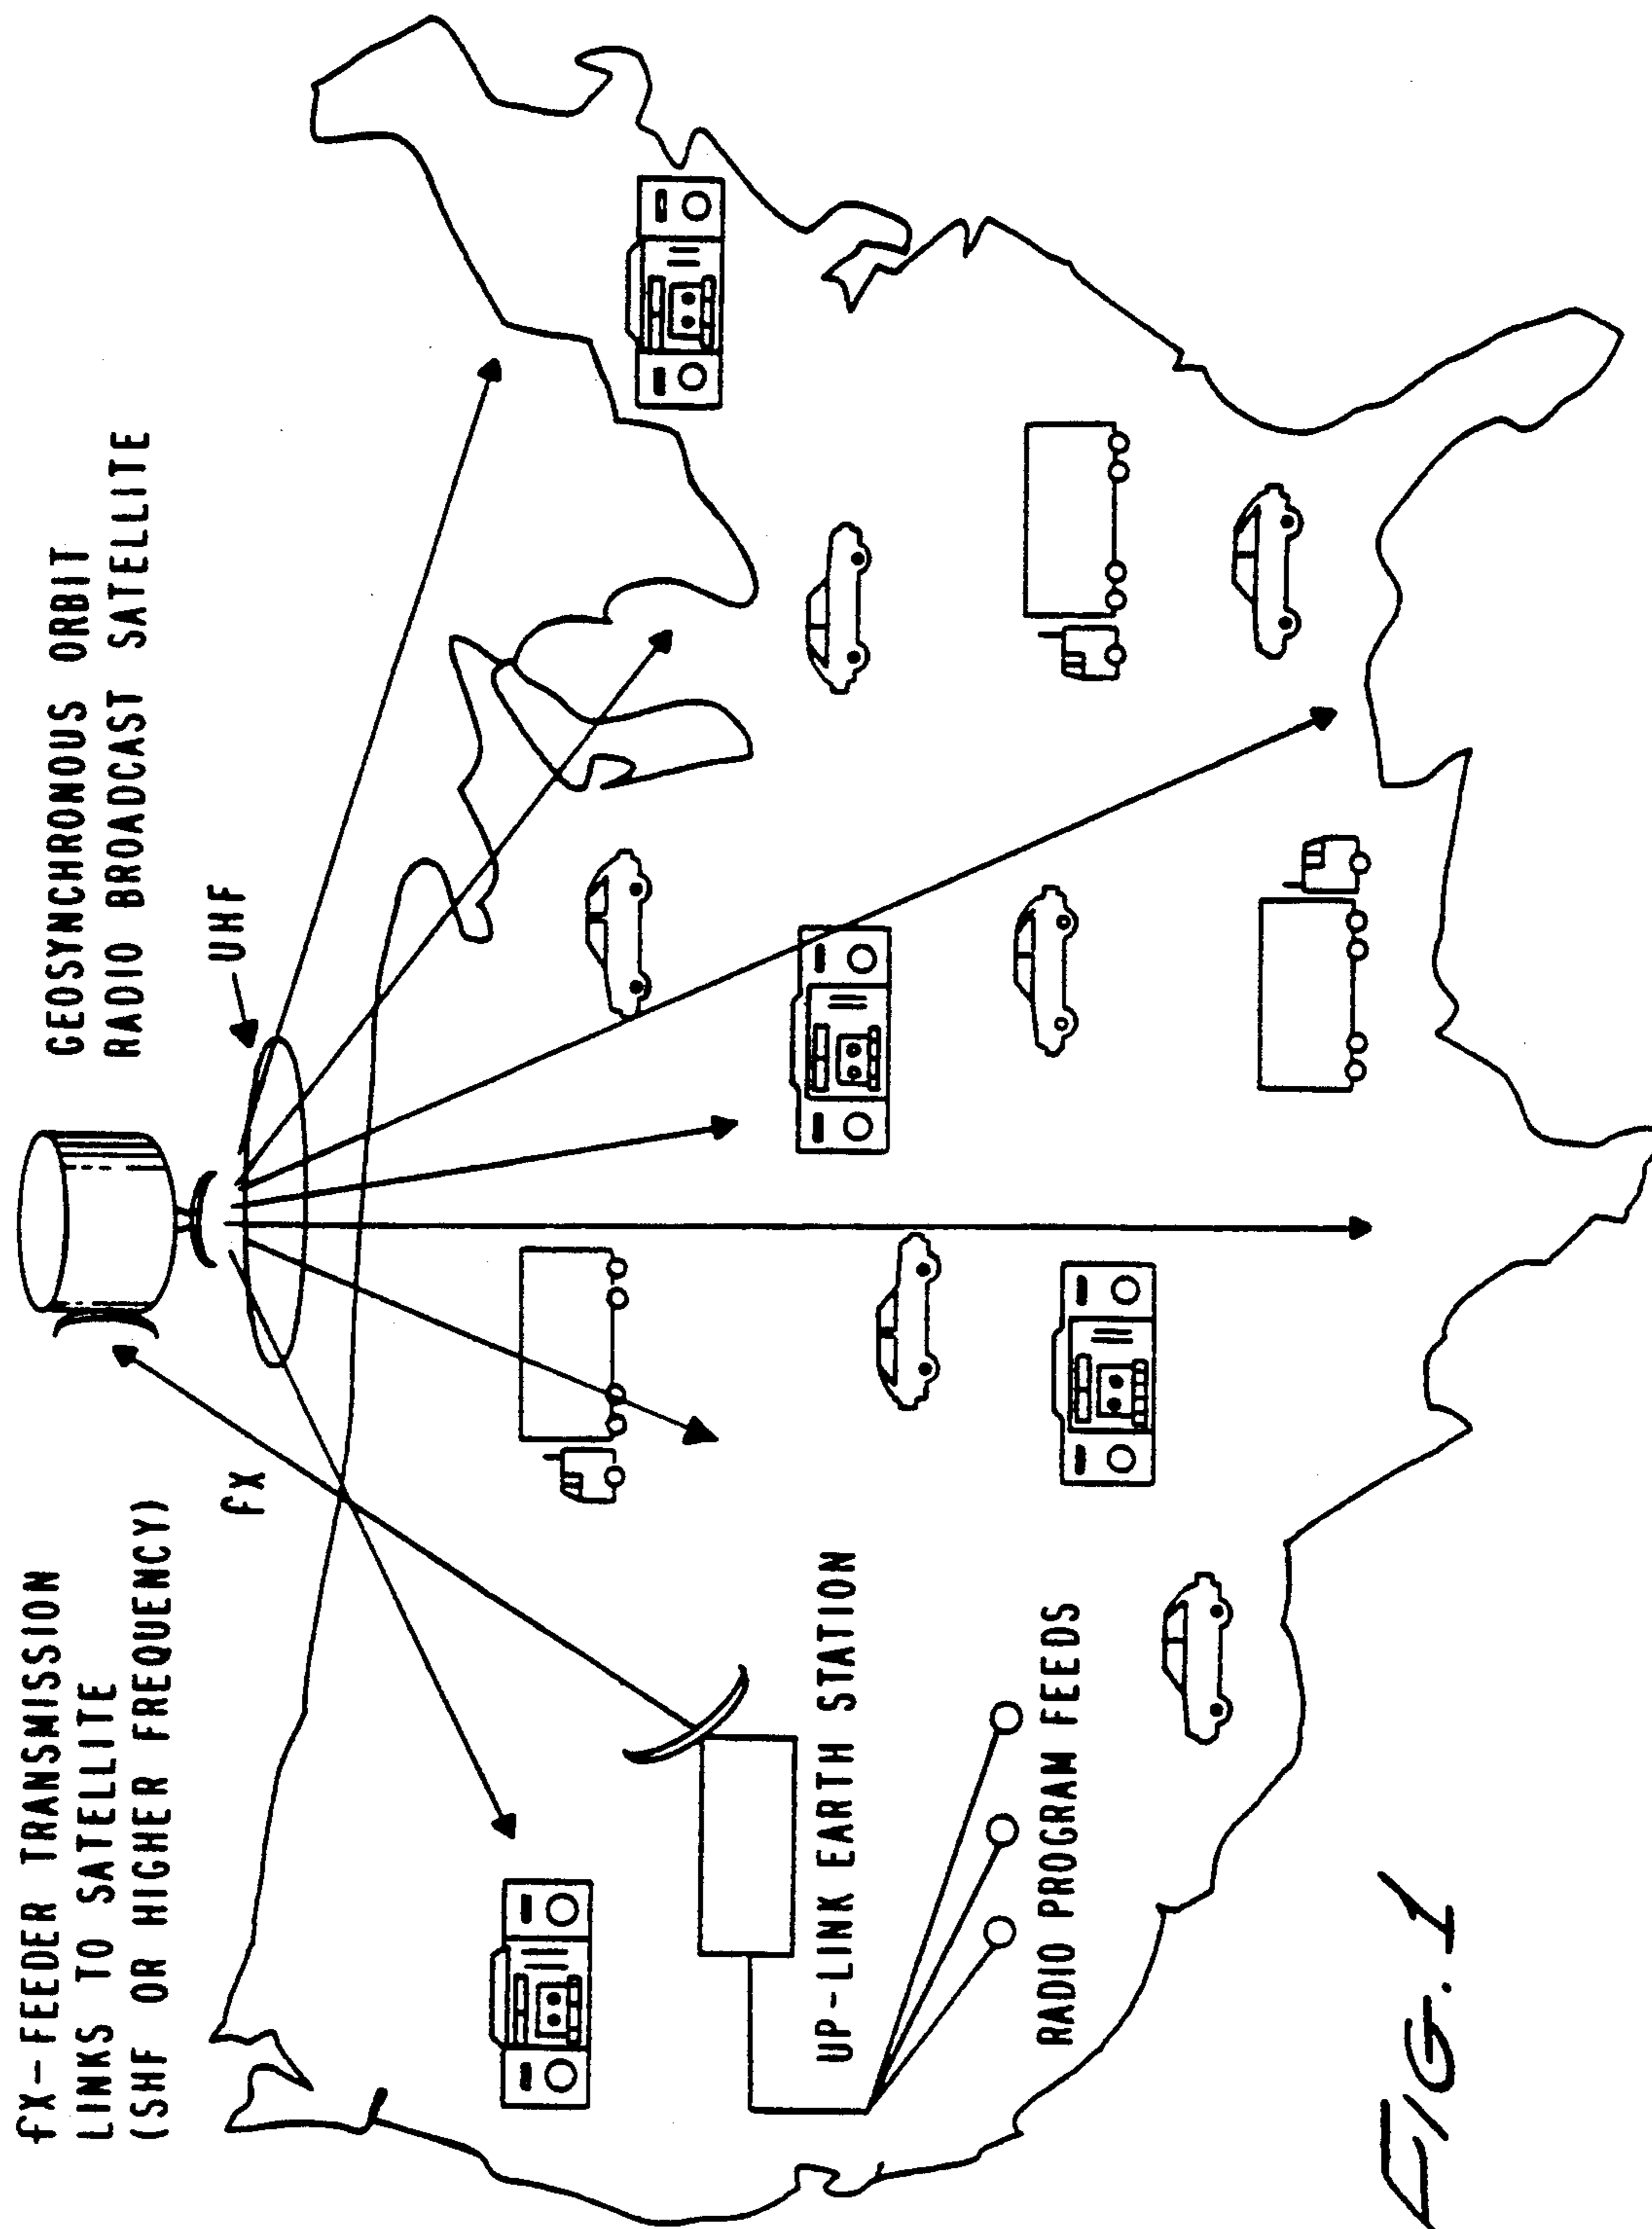 fX-FEEDER TRANSMISSION
LINKS TO SATELLITE
(SHF OR HIGHER FREQUENCY)
GEOSYNCHRONOUS ORBIT
RADIO BROADCAST SATELLITE
fX
UHF
UP-LINK EARTH STATION
RADIO PROGRAM FEEDS
FIG. 1